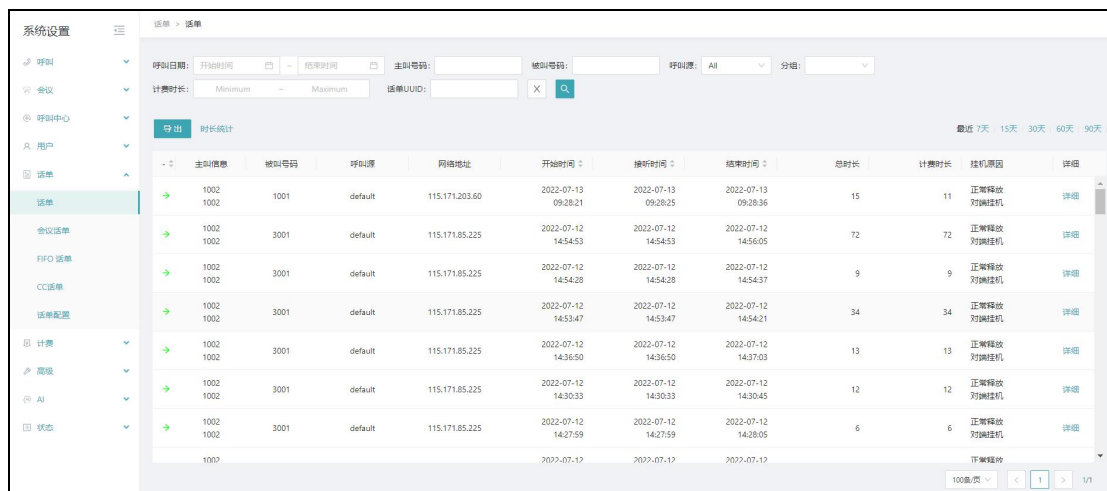 系统设置
话单 > 话单
呼叫
会议
呼叫中心
用户
话单
话单
会议话单
FIFO 话单
CC话单
话单配置
计费
高级
AI
状态
呼叫日期: 开始时间 ~ 结束时间 主叫号码: 被叫号码: 呼叫源: All 分组:
计费时长: Minimum ~ Maximum 话单UUID: X
导出 时长统计 最近 7天 15天 30天 60天 90天
- 主叫信息 被叫号码 呼叫源 网络地址 开始时间 接听时间 结束时间 总时长 计费时长 挂机原因 详细
1002 2022-07-13 2022-07-13 2022-07-13 正常释放
→ 1001 default 115.171.203.60 15 11 详细
1002 09:28:21 09:28:25 09:28:36 对端挂机
1002 2022-07-12 2022-07-12 2022-07-12 正常释放
→ 3001 default 115.171.85.225 72 72 详细
1002 14:54:53 14:54:53 14:56:05 对端挂机
1002 2022-07-12 2022-07-12 2022-07-12 正常释放
→ 3001 default 115.171.85.225 9 9 详细
1002 14:54:28 14:54:28 14:54:37 对端挂机
1002 2022-07-12 2022-07-12 2022-07-12 正常释放
→ 3001 default 115.171.85.225 34 34 详细
1002 14:53:47 14:53:47 14:54:21 对端挂机
1002 2022-07-12 2022-07-12 2022-07-12 正常释放
→ 3001 default 115.171.85.225 13 13 详细
1002 14:36:50 14:36:50 14:37:03 对端挂机
1002 2022-07-12 2022-07-12 2022-07-12 正常释放
→ 3001 default 115.171.85.225 12 12 详细
1002 14:30:33 14:30:33 14:30:45 对端挂机
1002 2022-07-12 2022-07-12 2022-07-12 正常释放
→ 3001 default 115.171.85.225 6 6 详细
1002 14:27:59 14:27:59 14:28:05 对端挂机
1002 2022-07-12 2022-07-12 2022-07-12 正常释放
100条/页 < 1 > 1/1